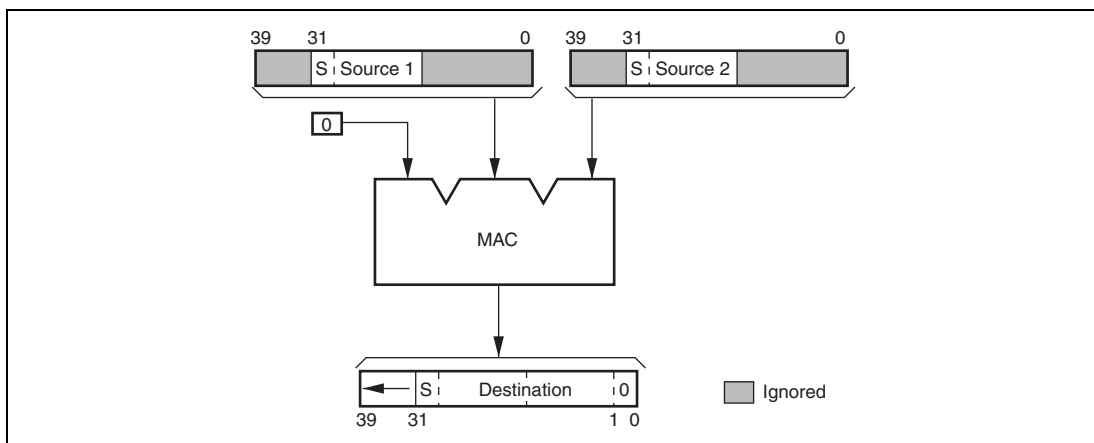 39 31 0 39 31 0
S Source 1 S Source 2
0
MAC
S Destination 0
Ignored
39 31 1 0